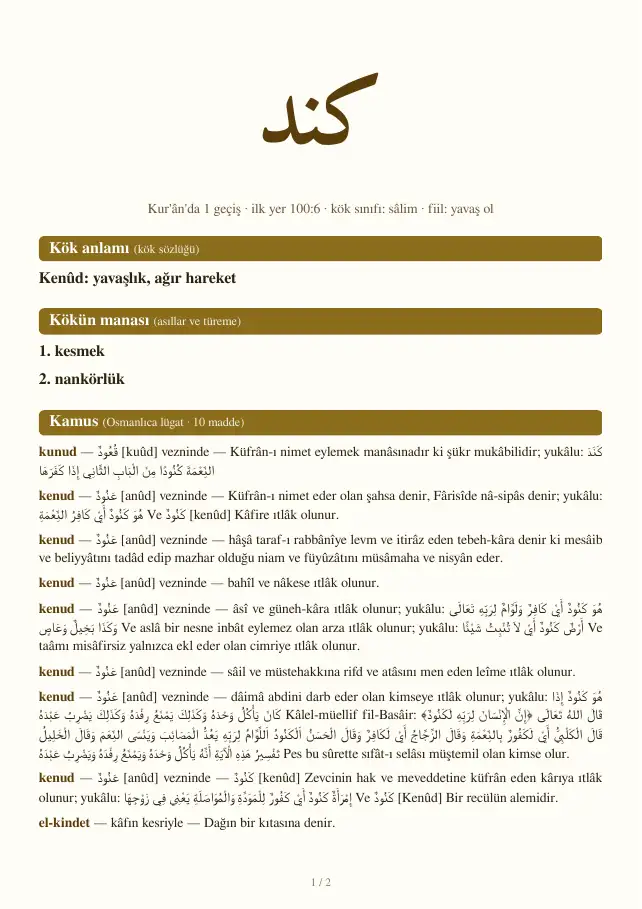 كند
Kur'ân'da 1 geçiş · ilk yer 100:6 · kök sınıfı: sâlim · fiil: yavaş ol
Kök anlamı (kök sözlüğü)
Kenûd: yavaşlık, ağır hareket
Kökün manası (asıllar ve türeme)
1. kesmek
2. nankörlük
Kamus (Osmanlıca lügat · 10 madde)
kunud — قُعُودٌ [kuûd] vezninde — Küfrân-ı nimet eylemek manâsınadır ki şükr mukâbilidir; yukâlu: كَنَدَ
النِّعْمَةَ كُنُودًا مِنَ الْبَابِ الثَّانِي إِذَا كَفَرَهَا
kenud — عَنُودٌ [anûd] vezninde — Küfrân-ı nimet eder olan şahsa denir, Fârisîde nâ-sipâs denir; yukâlu:
هُوَ كَنُودٌ أَيْ كَافِرُ النِّعْمَةِ Ve كَنُودٌ [kenûd] Kâfire ıtlâk olunur.
kenud — عَنُودٌ [anûd] vezninde — hâşâ taraf-ı rabbânîye levm ve itirâz eden tebeh-kâra denir ki mesâib
ve beliyyâtını tadâd edip mazhar olduğu niam ve füyûzâtını müsâmaha ve nisyân eder.
kenud — عَنُودٌ [anûd] vezninde — bahîl ve nâkese ıtlâk olunur.
kenud — عَنُودٌ [anûd] vezninde — âsî ve güneh-kâra ıtlâk olunur; yukâlu: هُوَ كَنُودٌ أَيْ كَافِرٌ وَلَوَّامٌ لِرَبِّهِ تَعَالَى
وَكَذَا بَخِيلٌ وَعَاصٍ Ve aslâ bir nesne inbât eylemez olan arza ıtlâk olunur; yukâlu: أَرْضٌ كَنُودٌ أَيْ لاَ تُنْبِتُ شَيْئًا Ve
taâmı misâfirsiz yalnızca ekl eder olan cimriye ıtlâk olunur.
kenud — عَنُودٌ [anûd] vezninde — sâil ve müstehakkına rifd ve atâsını men eden leîme ıtlâk olunur.
kenud — عَنُودٌ [anûd] vezninde — dâimâ abdini darb eder olan kimseye ıtlâk olunur; yukâlu: هُوَ كَنُودٌ إِذَا
كَانَ يَأْكُلُ وَحْدَهُ وَكَذَلِكَ يَمْنَعُ رِفْدَهُ وَكَذَلِكَ يَضْرِبُ عَبْدَهُ Kâlel-müellif fil-Basâir: قَالَ اللهُ تَعَالَى ﴿إِنَّ الْإِنْسَانَ لِرَبِّهِ لَكَنُودٌ﴾
قَالَ الْكَلْبِيُّ أَيْ لَكَفُورٌ بِالنِّعْمَةِ وَقَالَ الزَّجَّاجُ أَيْ لَكَافِرٌ وَقَالَ الْحَسَنُ اَلْكَنُودُ اَللَّوَّامُ لِرَبِّهِ يَعُدُّ الْمَصَائِبَ وَيَنْسَى النِّعَمَ وَقَالَ الْخَلِيلُ
تَفْسِيرُ هَذِهِ الْآيَةِ أَنَّهُ يَأْكُلُ وَحْدَهُ وَيَمْنَعُ رِفْدَهُ وَيَضْرِبُ عَبْدَهُ Pes bu sûrette sıfât-ı selâsı müştemil olan kimse olur.
kenud — عَنُودٌ [anûd] vezninde — كَنُودٌ [kenûd] Zevcinin hak ve meveddetine küfrân eden kârıya ıtlâk
olunur; yukâlu: إِمْرَأَةٌ كَنُودٌ أَيْ كَفُورٌ لِلْمَوَدَّةِ وَالْمُوَاصَلَةِ يَعْنِي فِي زَوْجِهَا Ve كَنُودٌ [Kenûd] Bir recülün alemidir.
el-kindet — kâfın kesriyle — Dağın bir kıtasına denir.
1 / 2